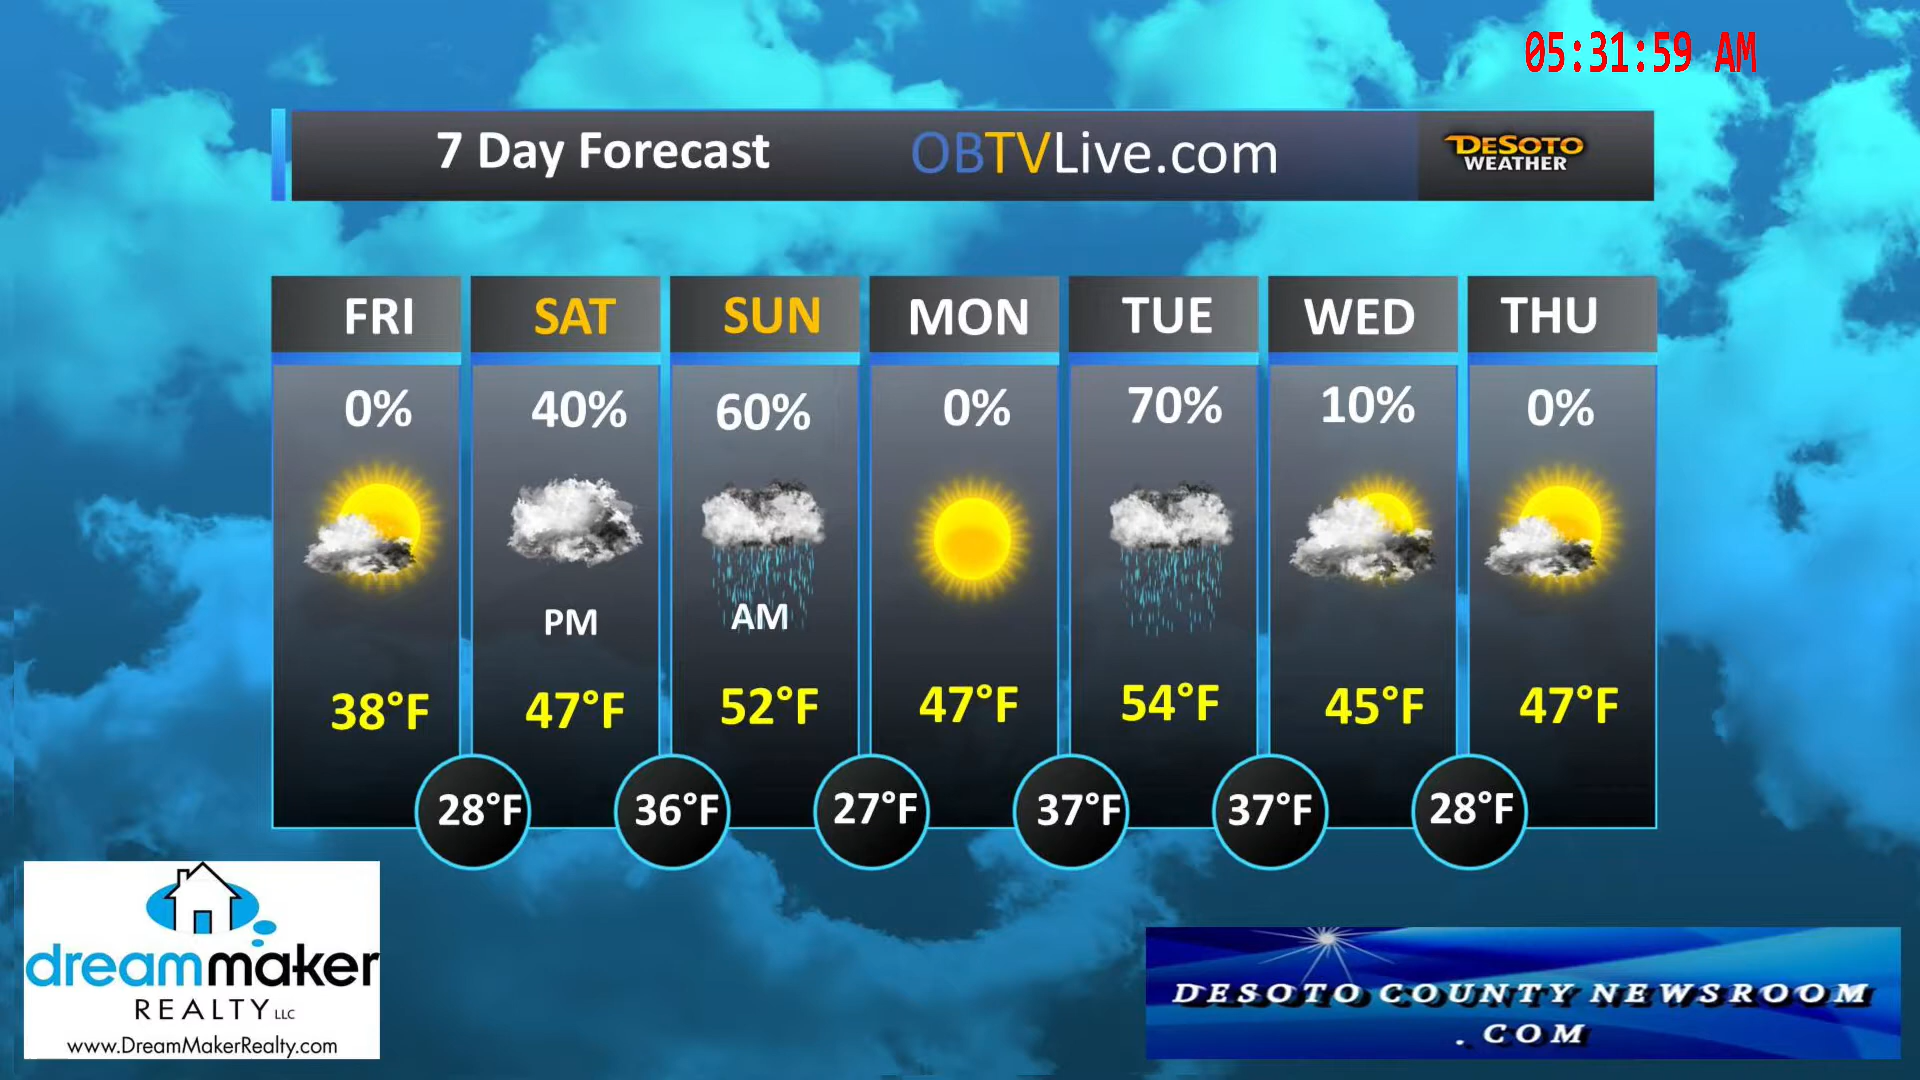 05:31:59 AM
7 Day Forecast OBTVLive.com DESOTO WEATHER
FRI SAT SUN MON TUE WED THU
0% 40% 60% 0% 70% 10% 0%
PM AM
38°F 47°F 52°F 47°F 54°F 45°F 47°F
28°F 36°F 27°F 37°F 37°F 28°F
dreammaker
REALTY LLC
www.DreamMakerRealty.com
DESOTO COUNTY NEWSROOM
.COM